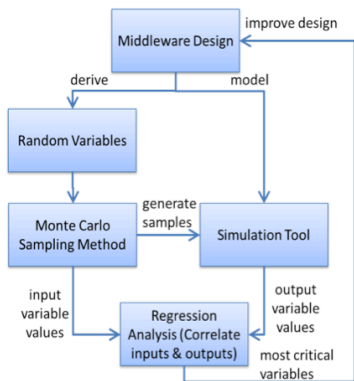 improve design
Middleware Design
derive
model
Random Variables
generate
samples
Monte Carlo
Sampling Method
Simulation Tool
input
variable
values
output
variable
values
Regression
Analysis (Correlate
inputs & outputs)
most critical
variables